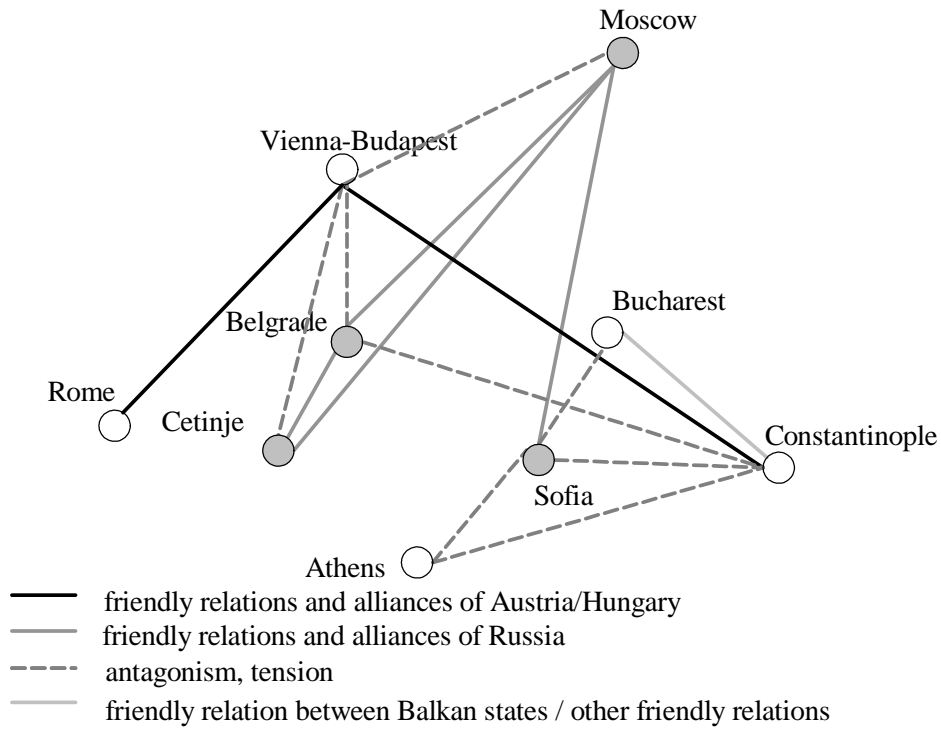 Moscow
Vienna-Budapest
Bucharest
Belgrade
Rome
Cetinje
Constantinople
Sofia
Athens
friendly relations and alliances of Austria/Hungary
friendly relations and alliances of Russia
antagonism, tension
friendly relation between Balkan states / other friendly relations